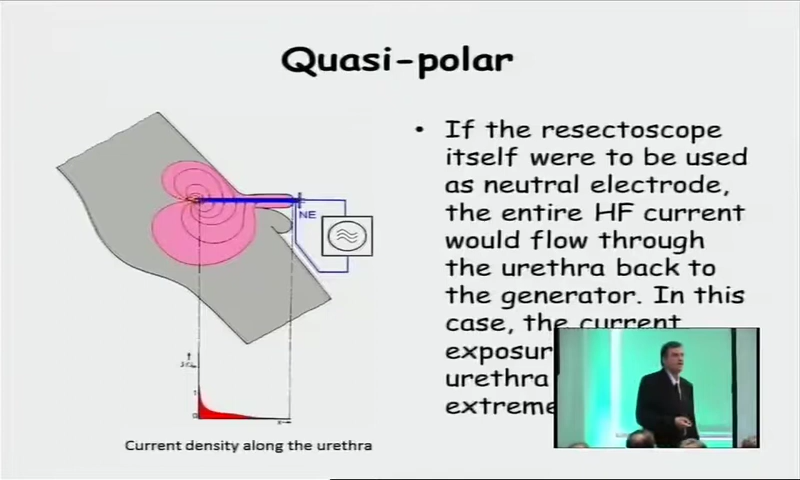 Quasi-polar
• If the resectoscope
itself were to be used
as neutral electrode,
the entire HF current
would flow through
the urethra back to
the generator. In this
case, the current
exposur
urethra
extreme
NE
Current density along the urethra